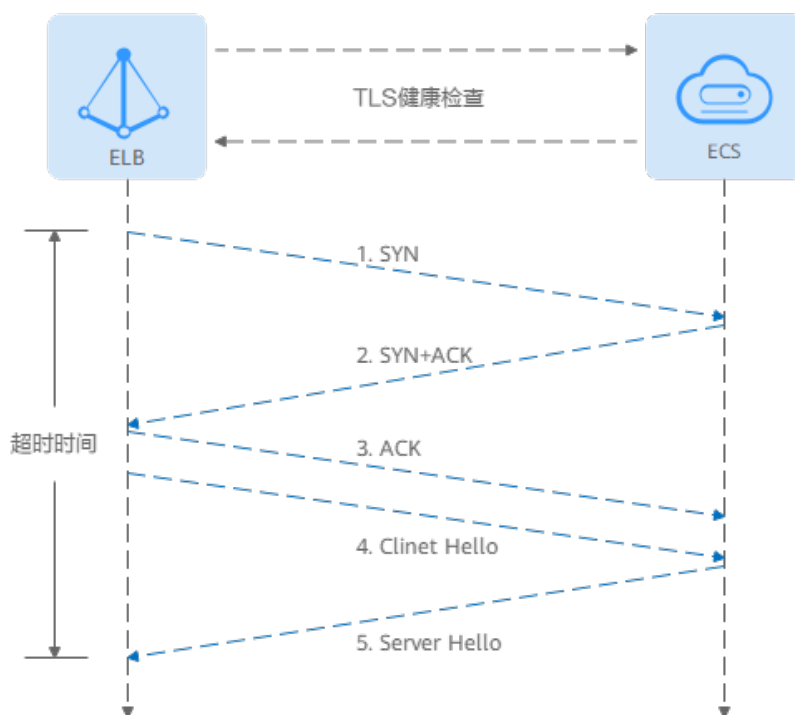 TLS健康检查
ELB
ECS
1. SYN
2. SYN+ACK
超时时间
3. ACK
4. Clinet Hello
5. Server Hello